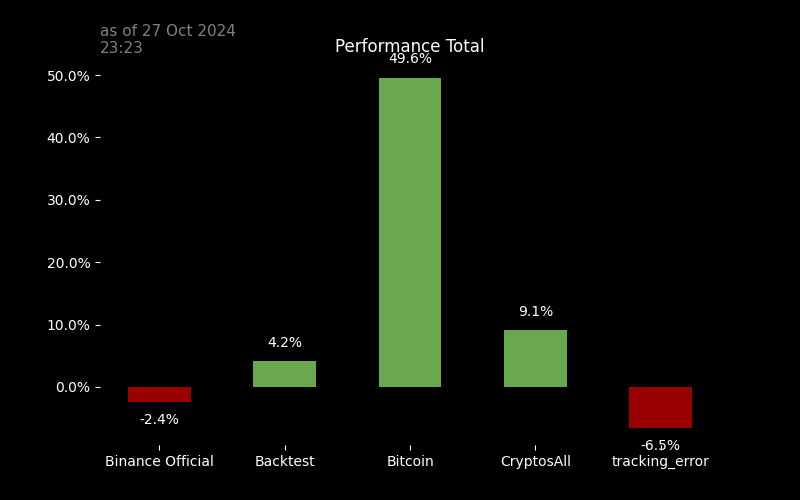 as of 27 Oct 2024
23:23
Performance Total
49.6%
50.0%
40.0%
30.0%
20.0%
10.0%
0.0%
9.1%
4.2%
-2.4%
-6.5%
Binance Official
Backtest
Bitcoin
CryptosAll
tracking_error